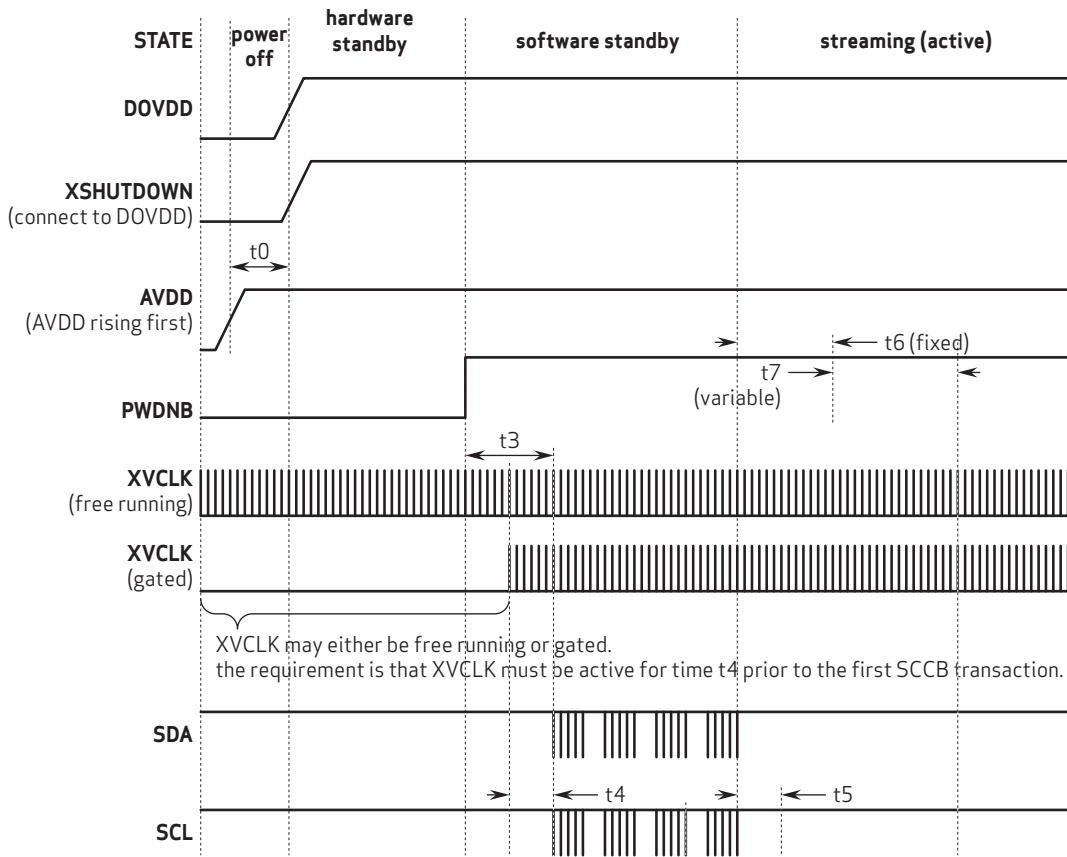 STATE
power
off
hardware
standby
software standby
streaming (active)
DOVDD
XSHUTDOWN
(connect to DOVDD)
t0
AVDD
(AVDD rising first)
t6 (fixed)
t7
(variable)
PWDNB
t3
XVCLK
(free running)
XVCLK
(gated)
XVCLK may either be free running or gated.
the requirement is that XVCLK must be active for time t4 prior to the first SCCB transaction.
SDA
t4
t5
SCL